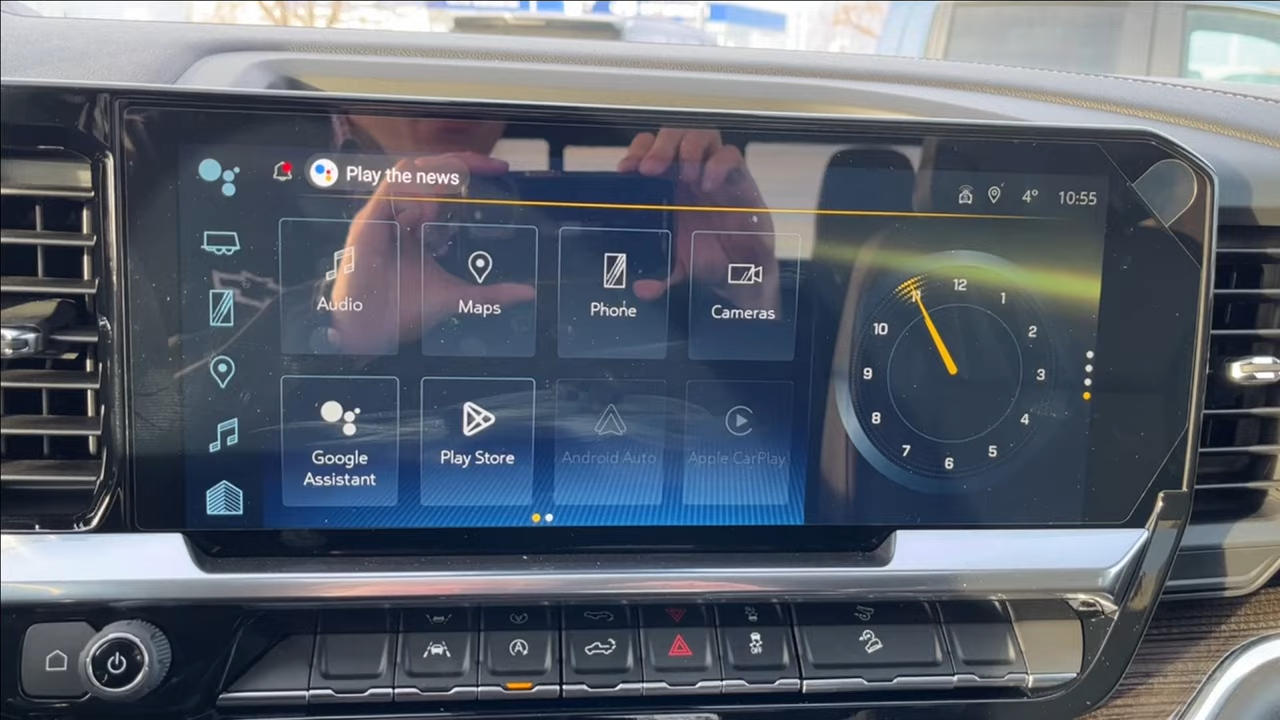 Play the news
4° 10:55
Audio
Maps
Phone
Cameras
Google
Assistant
Play Store
Android Auto
Apple CarPlay
12
1
2
3
4
5
6
7
8
9
10
11
A
OFF